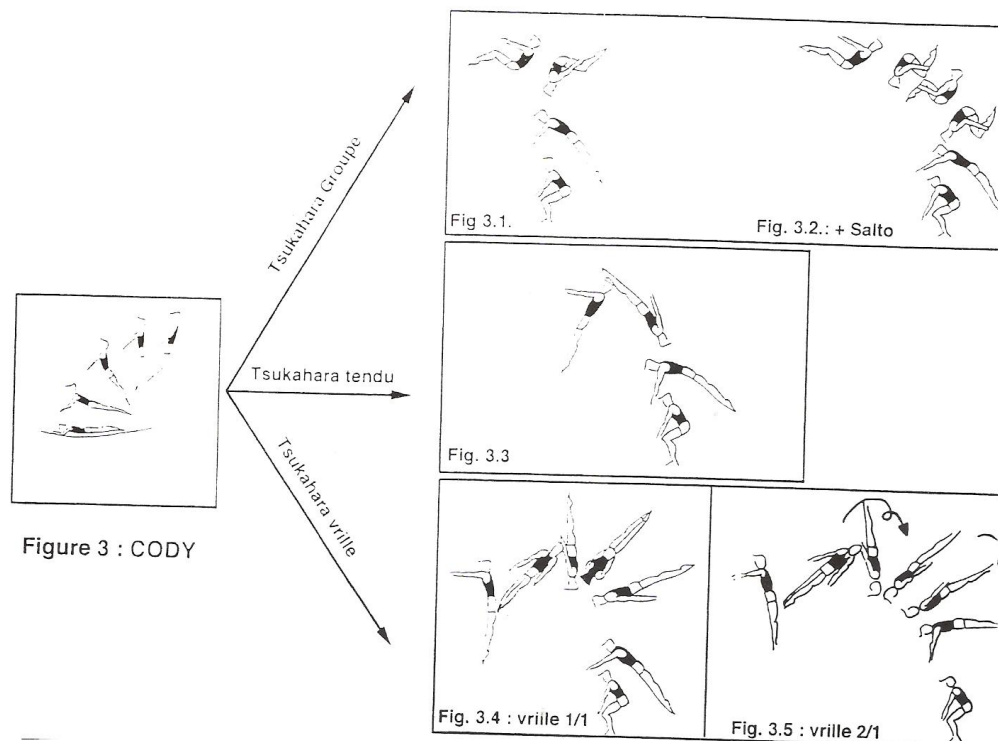 Tsukahara Groupe
Fig 3.1.
Fig. 3.2.: + Salto
Tsukahara tendu
Fig. 3.3
Figure 3 : CODY
Tsukahara vrille
Fig. 3.4 : vrille 1/1
Fig. 3.5 : vrille 2/1